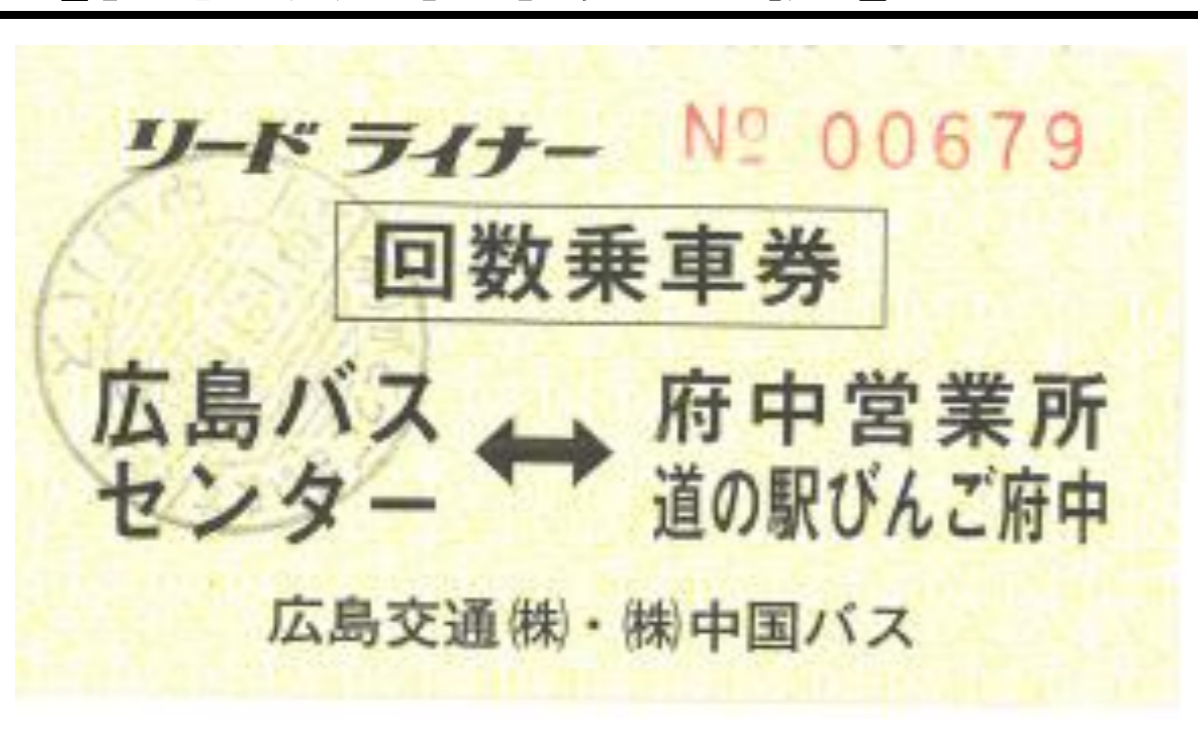 リードライナー № 00679
回数乗車券
広島バス
センター
↔
府中営業所
道の駅びんご府中
広島交通㈱・㈱中国バス